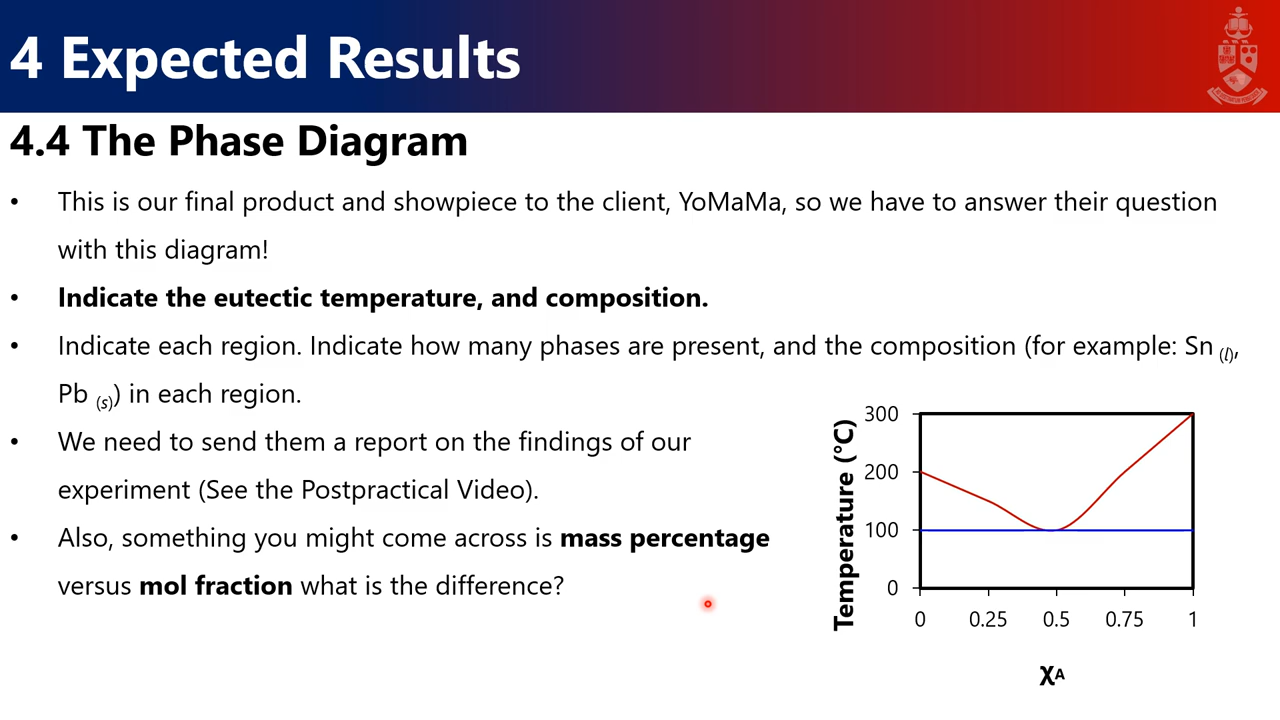 4 Expected Results
4.4 The Phase Diagram
• This is our final product and showpiece to the client, YoMaMa, so we have to answer their question
with this diagram!
• Indicate the eutectic temperature, and composition.
• Indicate each region. Indicate how many phases are present, and the composition (for example: Sn (l),
Pb (s)) in each region.
• We need to send them a report on the findings of our
experiment (See the Postpractical Video).
• Also, something you might come across is mass percentage
versus mol fraction what is the difference?
Temperature (°C)
300
200
100
0
0 0.25 0.5 0.75 1
χA